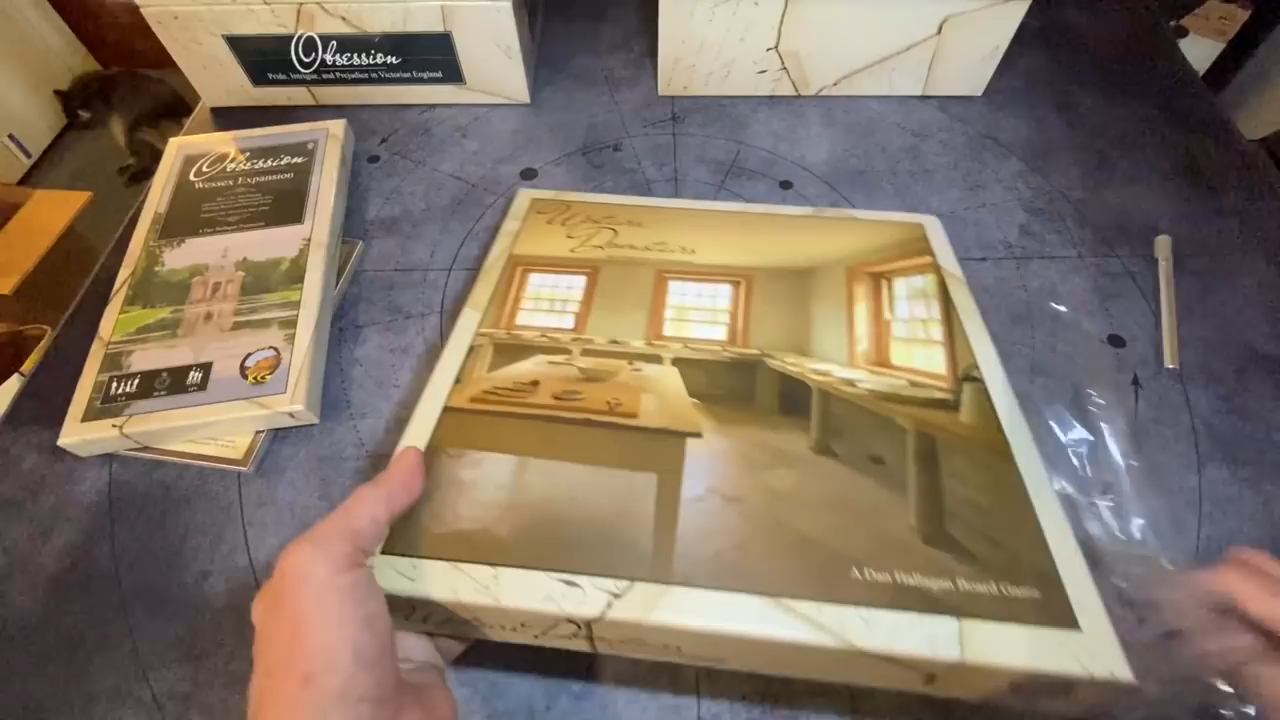 Obsession
Pride, Intrigue, and Prejudice in Victorian England
Obsession
Wessex Expansion
A Dan Hallagan
Upstairs
Downstairs
A Dan Hallagan Board Game
KG